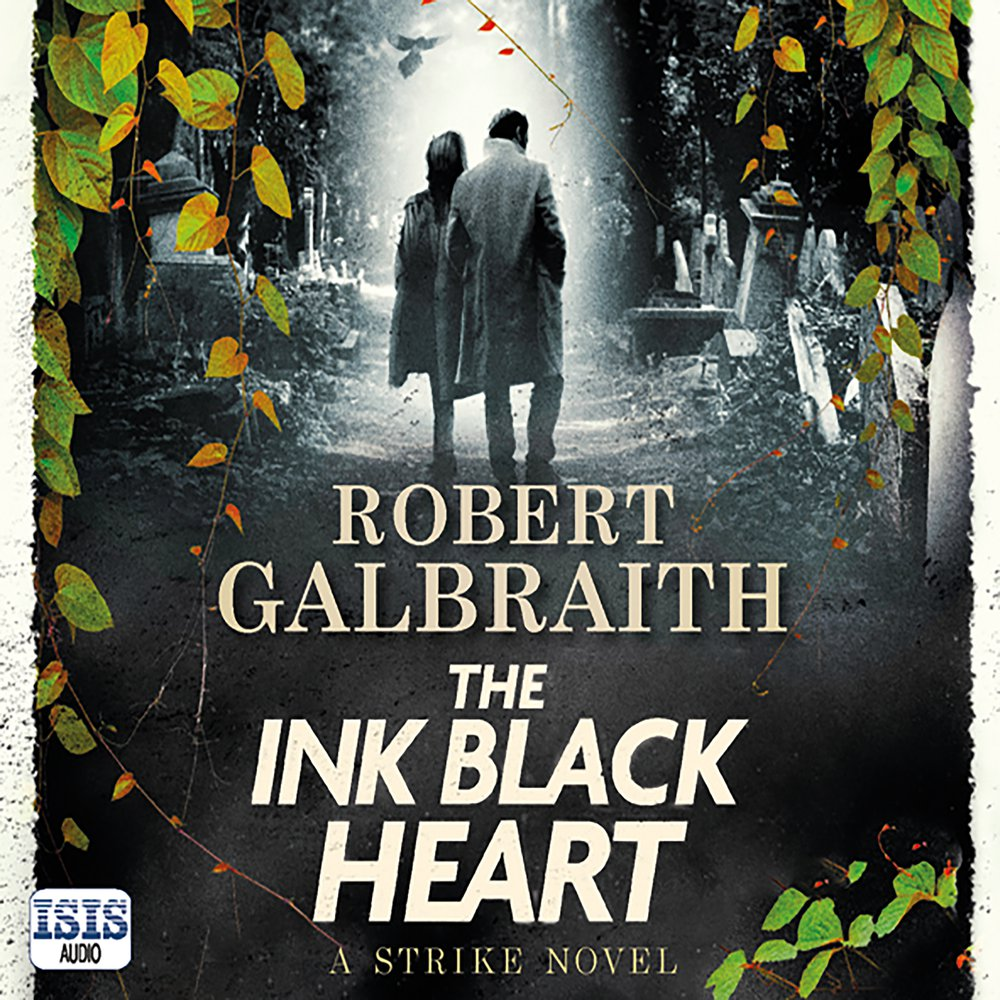 ROBERT
GALBRAITH
THE
INK BLACK
HEART
A STRIKE NOVEL
ISIS
AUDIO